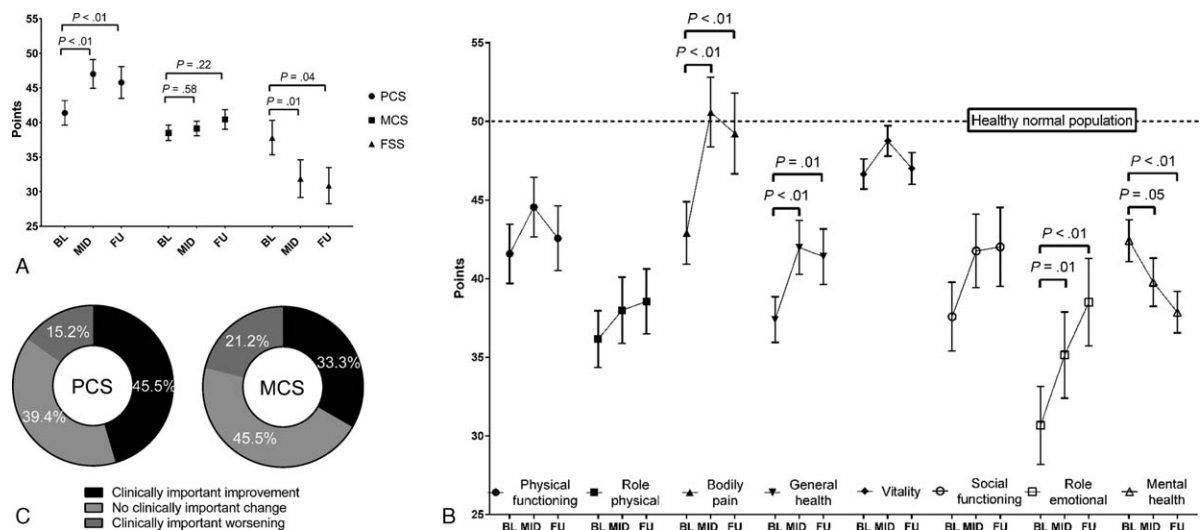 55
50
45
40
35
30
25
Points
P < .01
P < .01
P = .22
P = .58
P = .04
P = .01
PCS
MCS
FSS
BL MID FU BL MID FU BL MID FU
A
15.2%
45.5%
39.4%
PCS
21.2%
33.3%
45.5%
MCS
C
Clinically important improvement
No clinically important change
Clinically important worsening
55
50
45
40
35
30
25
Points
P < .01
P < .01
Healthy normal population
P = .01
P < .01
P < .01
P = .01
P < .01
P = .05
Physical functioning
Role physical
Bodily pain
General health
Vitality
Social functioning
Role emotional
Mental health
B
BL MID FU BL MID FU BL MID FU BL MID FU BL MID FU BL MID FU BL MID FU BL MID FU